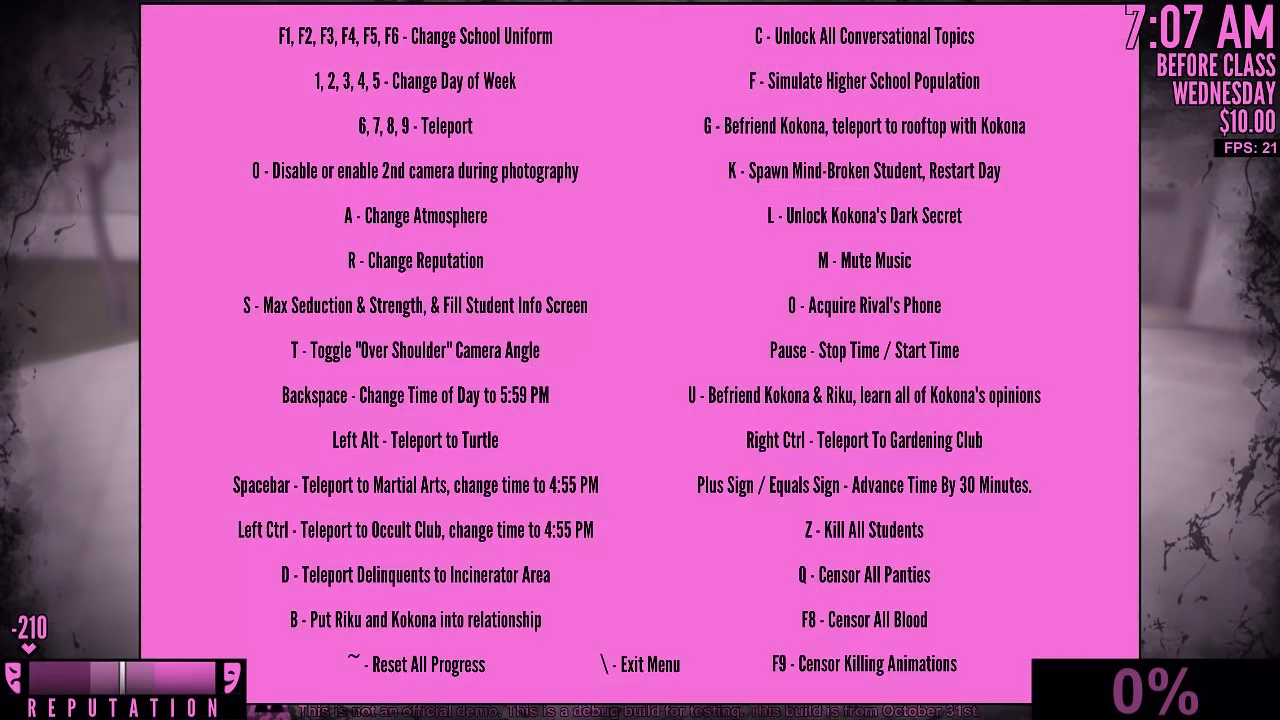 F1, F2, F3, F4, F5, F6 - Change School Uniform
1, 2, 3, 4, 5 - Change Day of Week
6, 7, 8, 9 - Teleport
0 - Disable or enable 2nd camera during photography
A - Change Atmosphere
R - Change Reputation
S - Max Seduction & Strength, & Fill Student Info Screen
T - Toggle "Over Shoulder" Camera Angle
Backspace - Change Time of Day to 5:59 PM
Left Alt - Teleport to Turtle
Spacebar - Teleport to Martial Arts, change time to 4:55 PM
Left Ctrl - Teleport to Occult Club, change time to 4:55 PM
D - Teleport Delinquents to Incinerator Area
B - Put Riku and Kokona into relationship
~ - Reset All Progress
\ - Exit Menu
C - Unlock All Conversational Topics
F - Simulate Higher School Population
G - Befriend Kokona, teleport to rooftop with Kokona
K - Spawn Mind-Broken Student, Restart Day
L - Unlock Kokona's Dark Secret
M - Mute Music
O - Acquire Rival's Phone
Pause - Stop Time / Start Time
U - Befriend Kokona & Riku, learn all of Kokona's opinions
Right Ctrl - Teleport To Gardening Club
Plus Sign / Equals Sign - Advance Time By 30 Minutes.
Z - Kill All Students
Q - Censor All Panties
F8 - Censor All Blood
F9 - Censor Killing Animations
7:07 AM
BEFORE CLASS
WEDNESDAY
$10.00
FPS: 21
-210
REPUTATION
0%
This is not an official demo. This is a debug build for testing. This build is from October 31st.